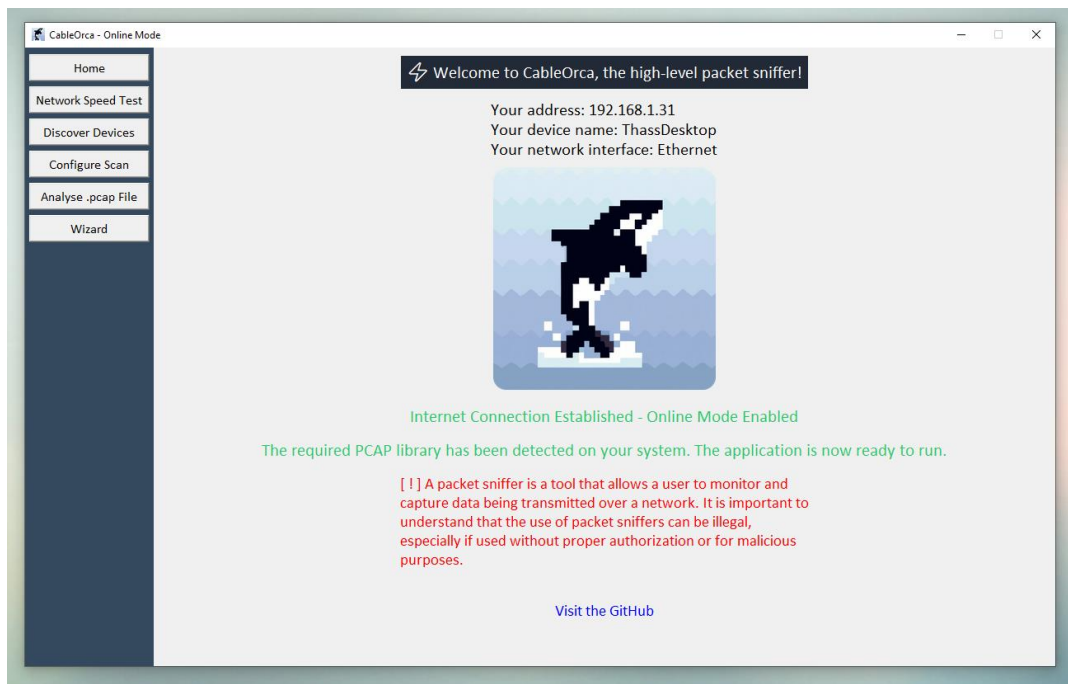 CableOrca - Online Mode
Home
Network Speed Test
Discover Devices
Configure Scan
Analyse .pcap File
Wizard
Welcome to CableOrca, the high-level packet sniffer!
Your address: 192.168.1.31
Your device name: ThassDesktop
Your network interface: Ethernet
Internet Connection Established - Online Mode Enabled
The required PCAP library has been detected on your system. The application is now ready to run.
[ ! ] A packet sniffer is a tool that allows a user to monitor and
capture data being transmitted over a network. It is important to
understand that the use of packet sniffers can be illegal,
especially if used without proper authorization or for malicious
purposes.
Visit the GitHub